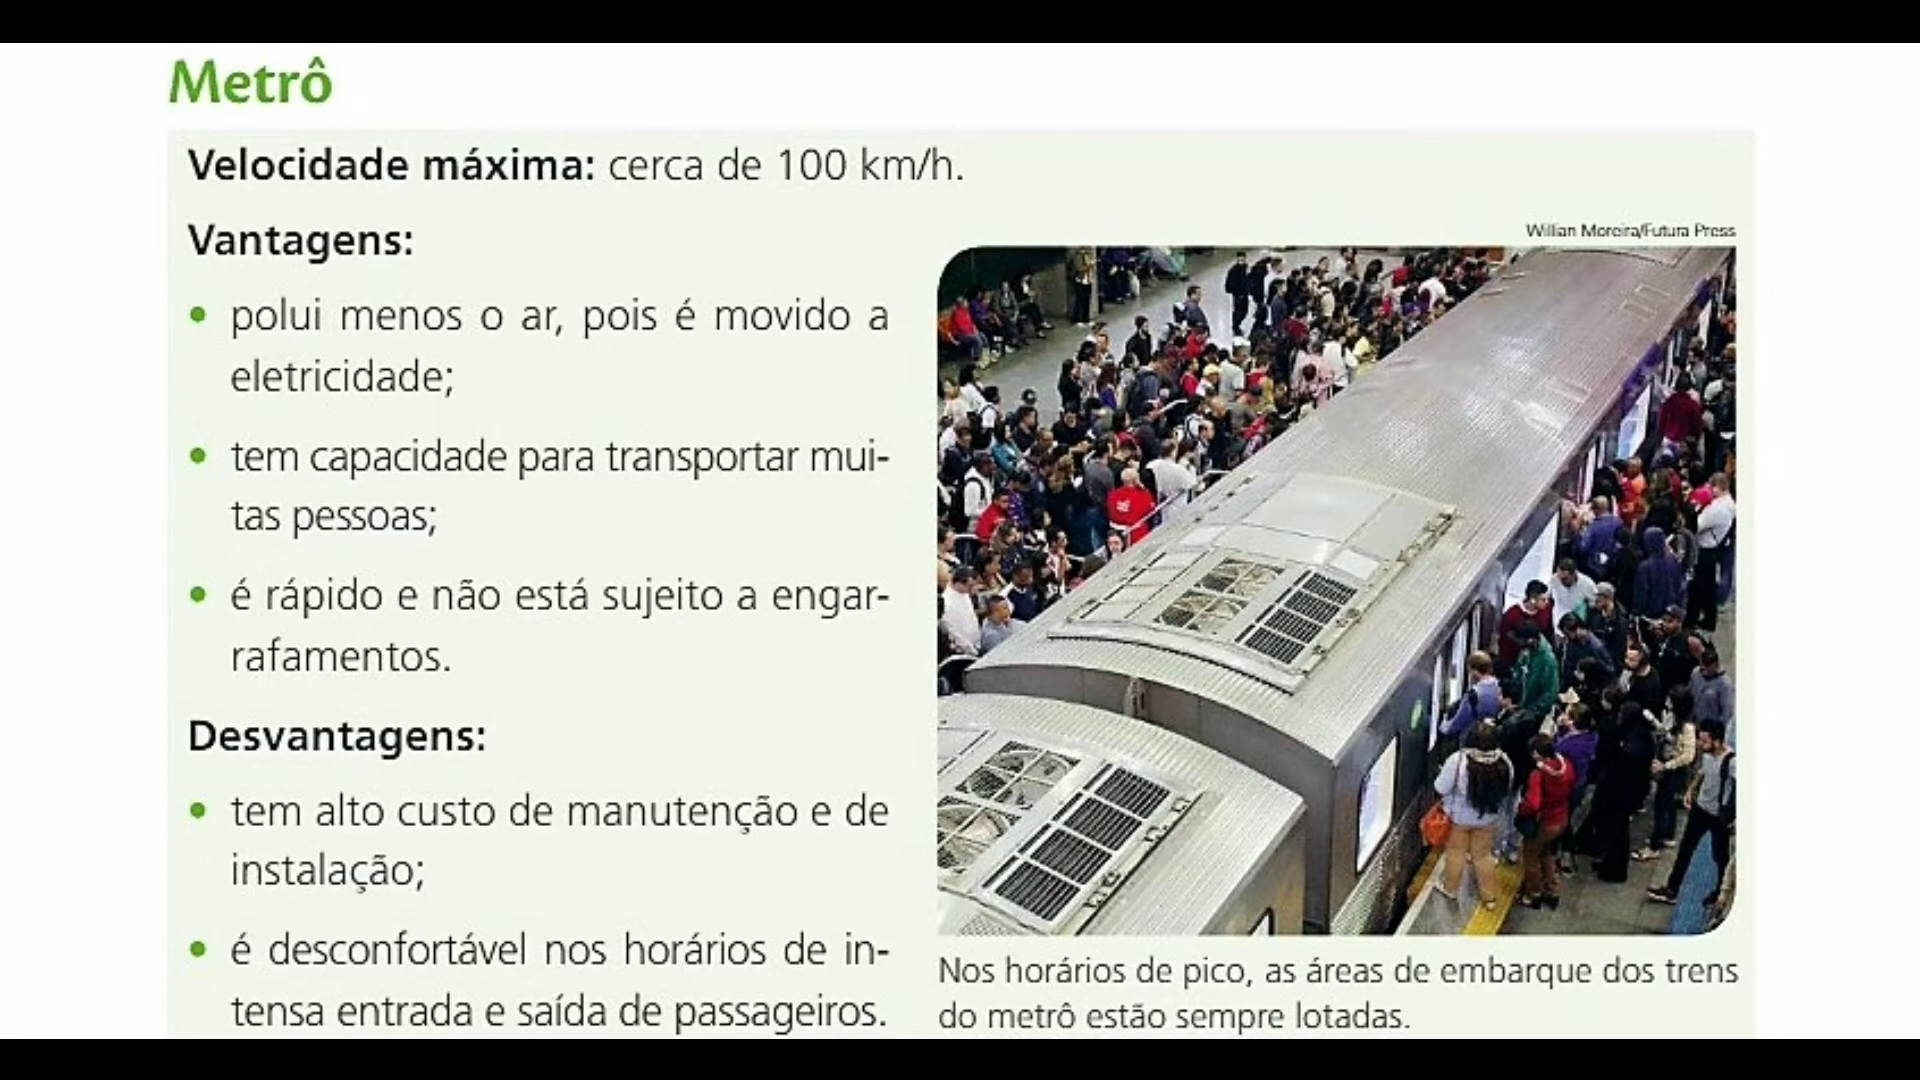 Metrô
Velocidade máxima: cerca de 100 km/h.
Vantagens:
• polui menos o ar, pois é movido a
eletricidade;
• tem capacidade para transportar mui-
tas pessoas;
• é rápido e não está sujeito a engar-
rafamentos.
Desvantagens:
• tem alto custo de manutenção e de
instalação;
• é desconfortável nos horários de in-
tensa entrada e saída de passageiros.
Willian Moreira/Futura Press
Nos horários de pico, as áreas de embarque dos trens
do metrô estão sempre lotadas.